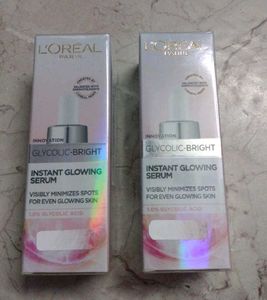 L'ORÉAL
PARIS
INNOVATION
GLYCOLIC-BRIGHT
INSTANT GLOWING
SERUM
VISIBLY MINIMIZES SPOTS
FOR EVEN GLOWING SKIN
1.0% GLYCOLIC ACID
L'ORÉAL
PARIS
INNOVATION
GLYCOLIC-BRIGHT
INSTANT GLOWING
SERUM
VISIBLY MINIMIZES SPOTS
FOR EVEN GLOWING SKIN
1.0% GLYCOLIC ACID